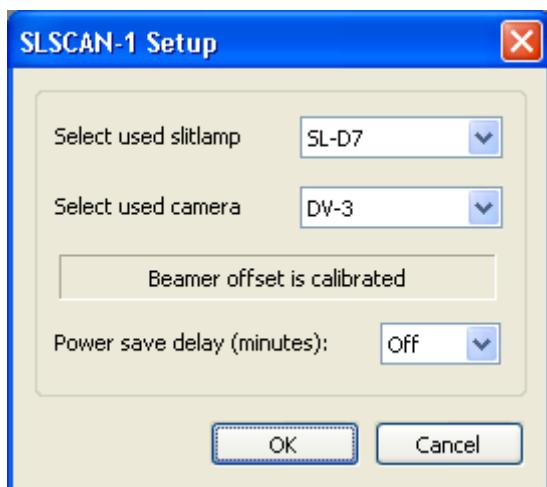 SLSCAN-1 Setup
Select used slitlamp SL-D7
Select used camera DV-3
Beamer offset is calibrated
Power save delay (minutes): Off
OK Cancel